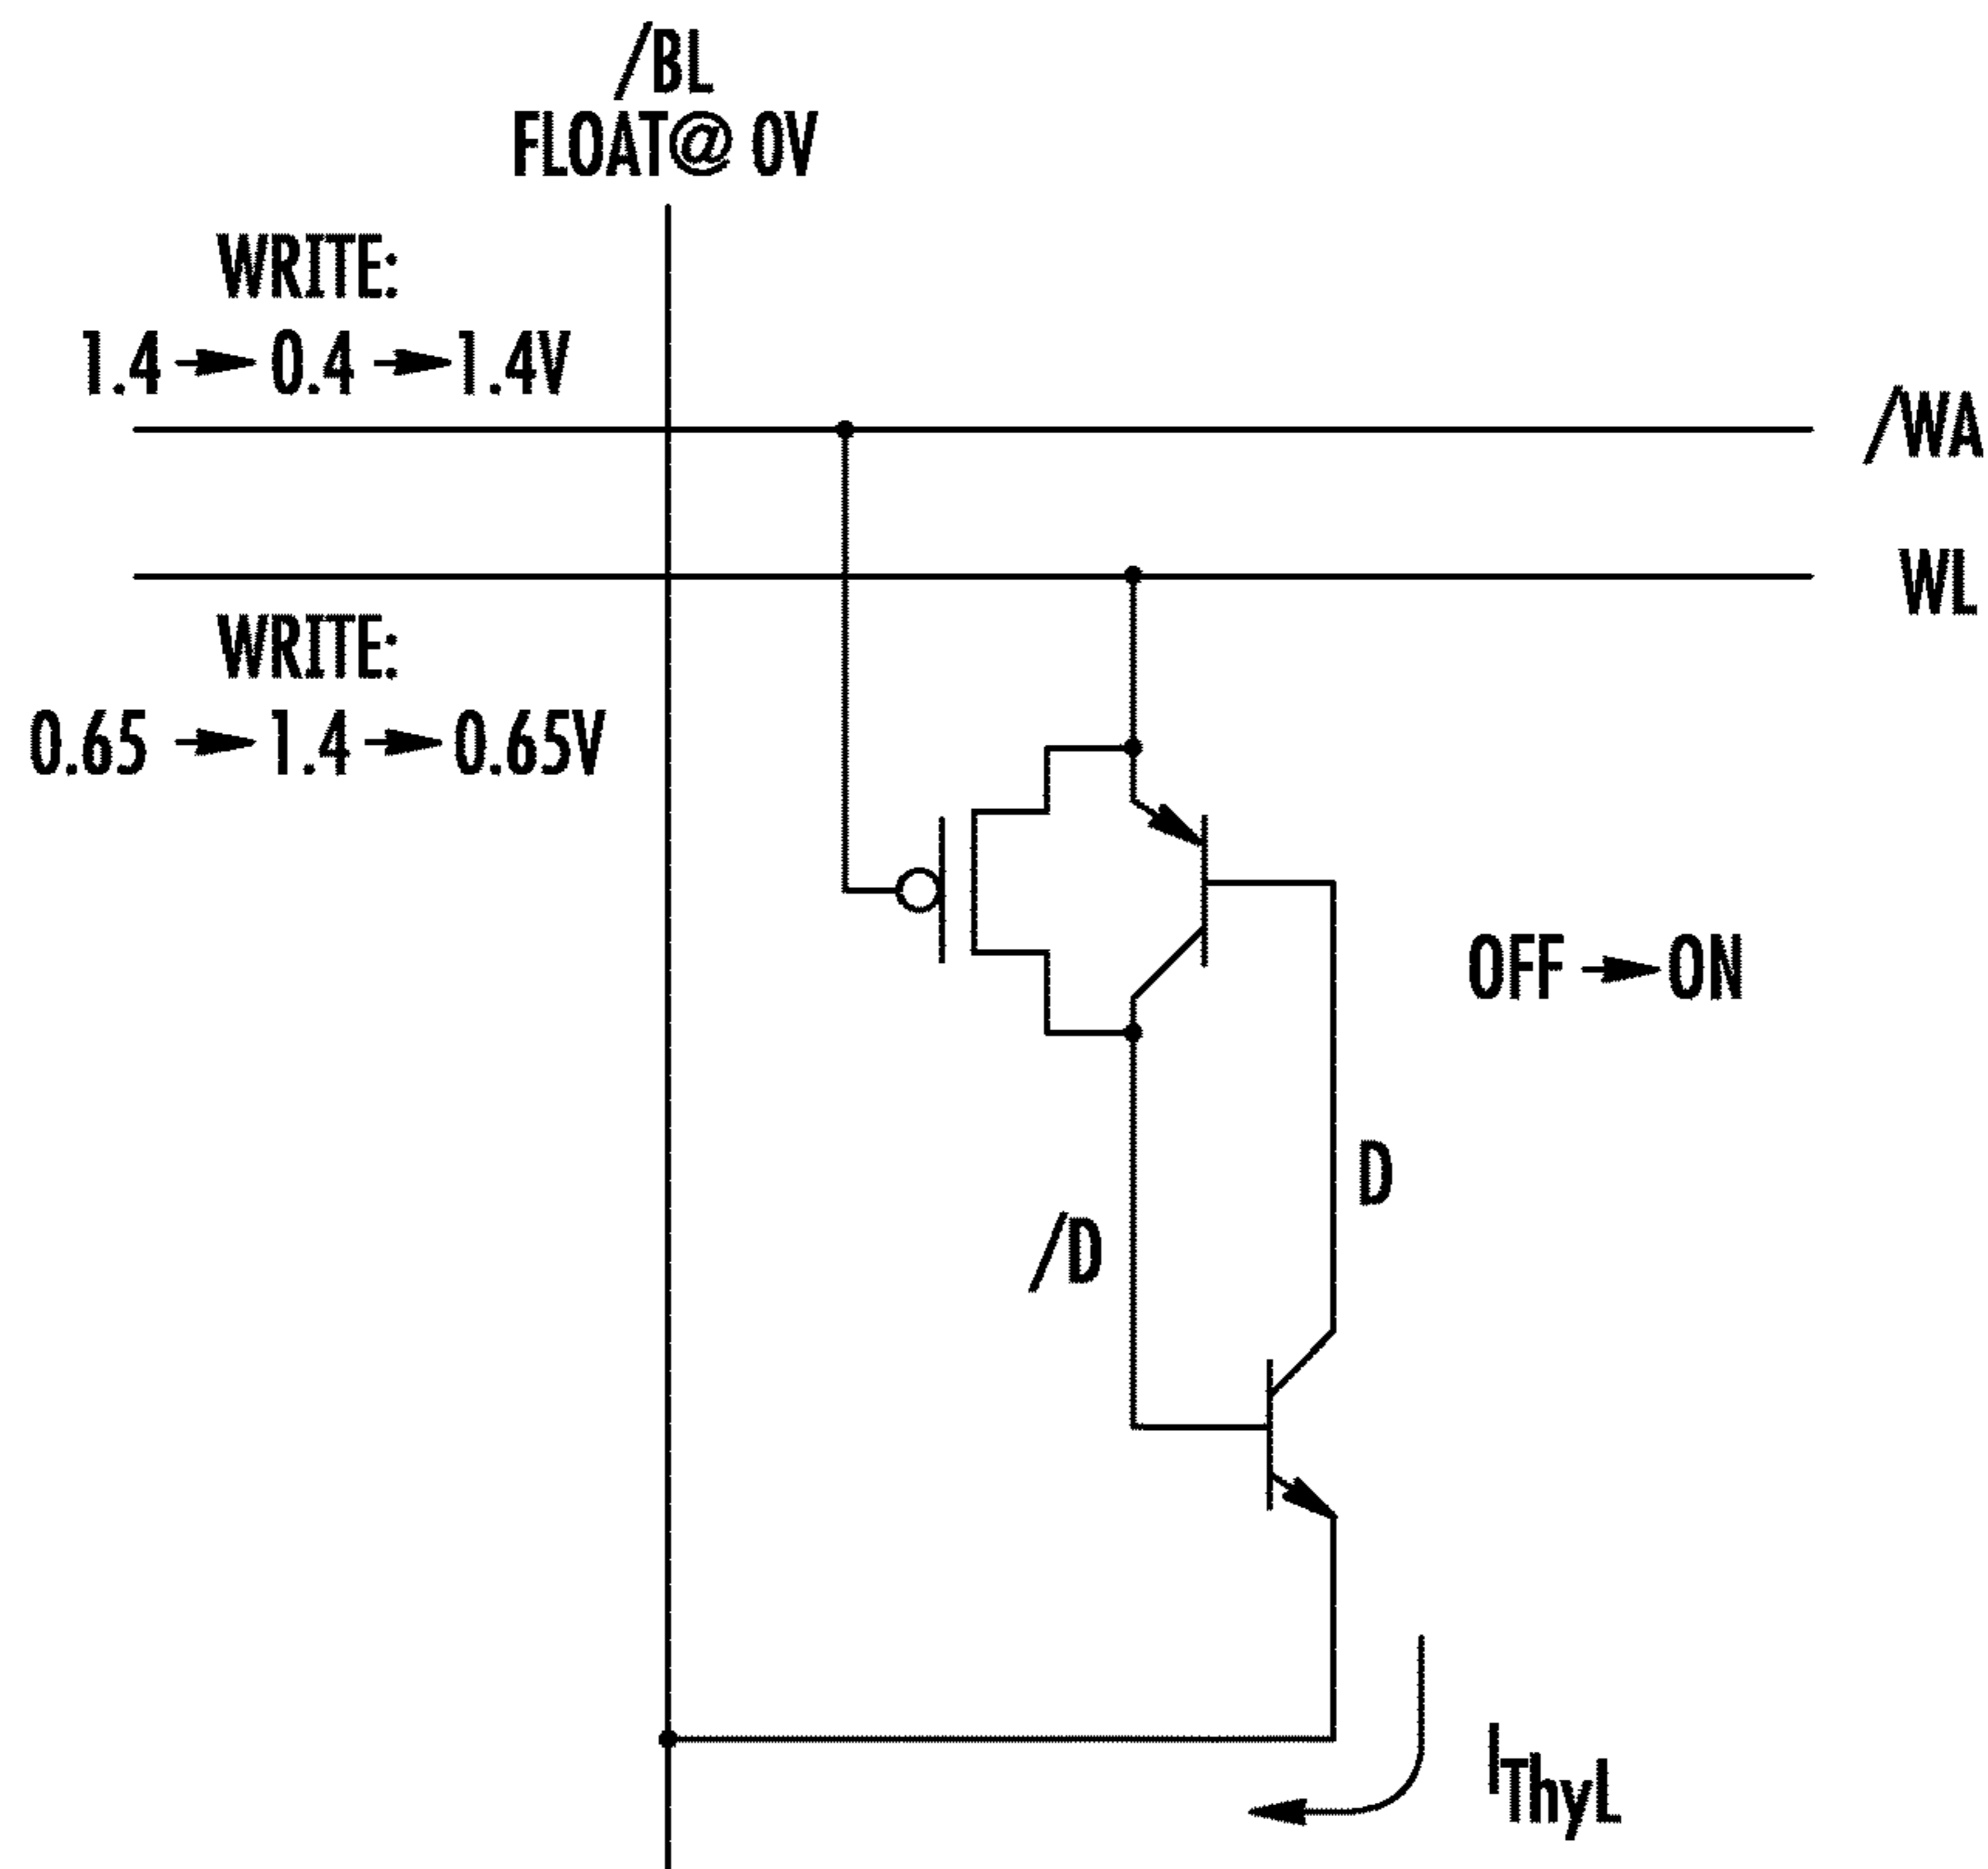 /BL
FLOAT@ 0V
WRITE:
1.4 → 0.4 → 1.4V
/WA
WL
WRITE:
0.65 → 1.4 → 0.65V
OFF → ON
D
/D
IThyL